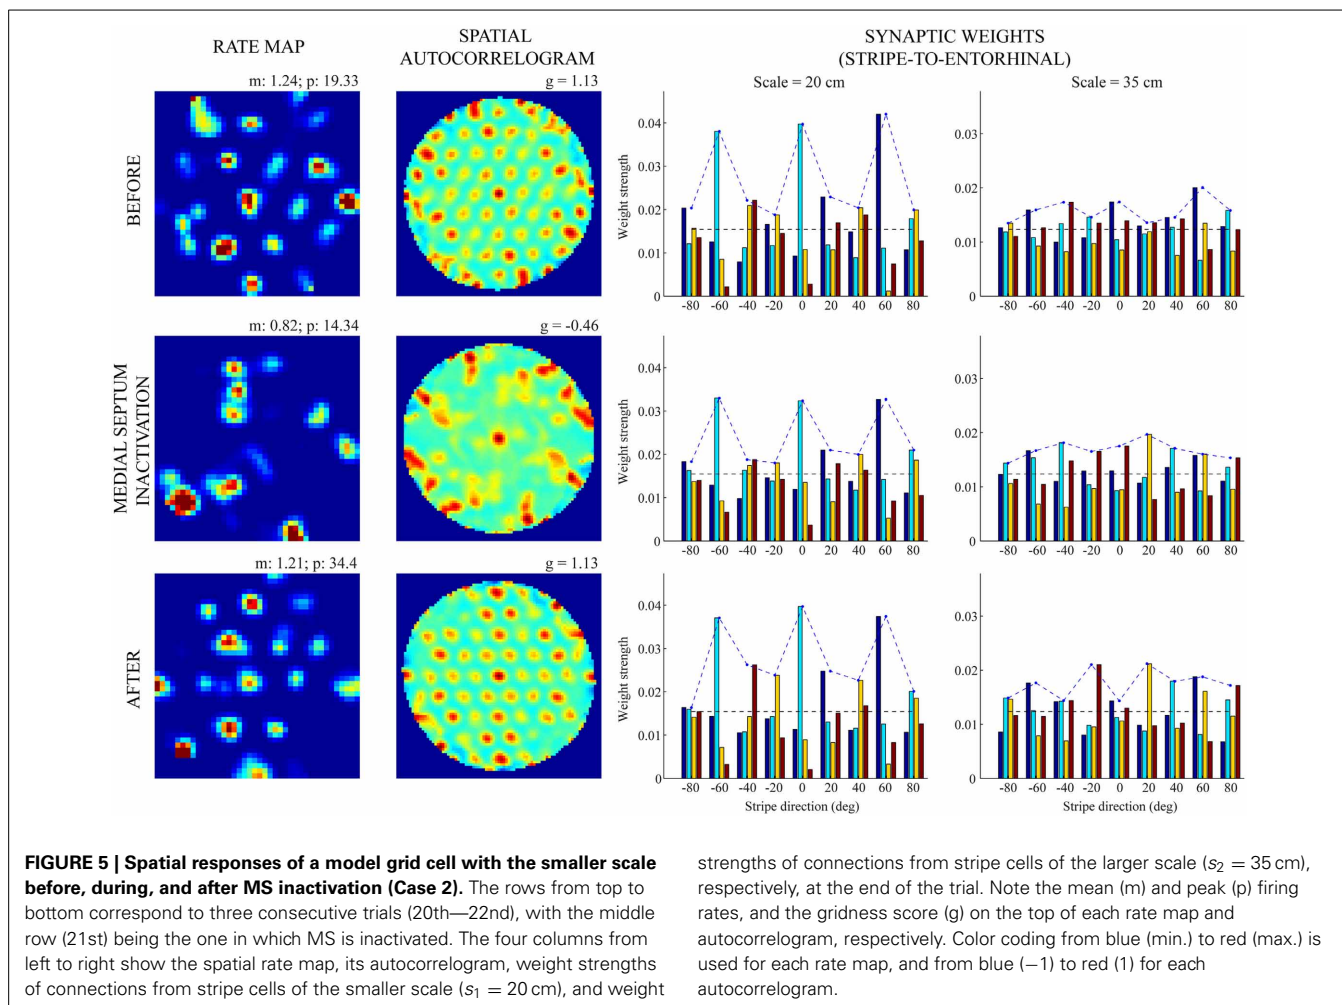 RATE MAP
SPATIAL
AUTOCORRELOGRAM
SYNAPTIC WEIGHTS
(STRIPE-TO-ENTORHINAL)
m: 1.24; p: 19.33
g = 1.13
Scale = 20 cm
Scale = 35 cm
BEFORE
Weight strength
0.04
0.03
0.02
0.01
0
-80 -60 -40 -20 0 20 40 60 80
0.03
0.02
0.01
0
-80 -60 -40 -20 0 20 40 60 80
m: 0.82; p: 14.34
g = -0.46
MEDIAL SEPTUM
INACTIVATION
Weight strength
0.04
0.03
0.02
0.01
0
-80 -60 -40 -20 0 20 40 60 80
0.03
0.02
0.01
0
-80 -60 -40 -20 0 20 40 60 80
m: 1.21; p: 34.4
g = 1.13
AFTER
Weight strength
0.04
0.03
0.02
0.01
0
-80 -60 -40 -20 0 20 40 60 80
Stripe direction (deg)
0.03
0.02
0.01
0
-80 -60 -40 -20 0 20 40 60 80
Stripe direction (deg)
FIGURE 5 | Spatial responses of a model grid cell with the smaller scale
before, during, and after MS inactivation (Case 2). The rows from top to
bottom correspond to three consecutive trials (20th—22nd), with the middle
row (21st) being the one in which MS is inactivated. The four columns from
left to right show the spatial rate map, its autocorrelogram, weight strengths
of connections from stripe cells of the smaller scale (s₁ = 20 cm), and weight
strengths of connections from stripe cells of the larger scale (s₂ = 35 cm),
respectively, at the end of the trial. Note the mean (m) and peak (p) firing
rates, and the gridness score (g) on the top of each rate map and
autocorrelogram, respectively. Color coding from blue (min.) to red (max.) is
used for each rate map, and from blue (−1) to red (1) for each
autocorrelogram.